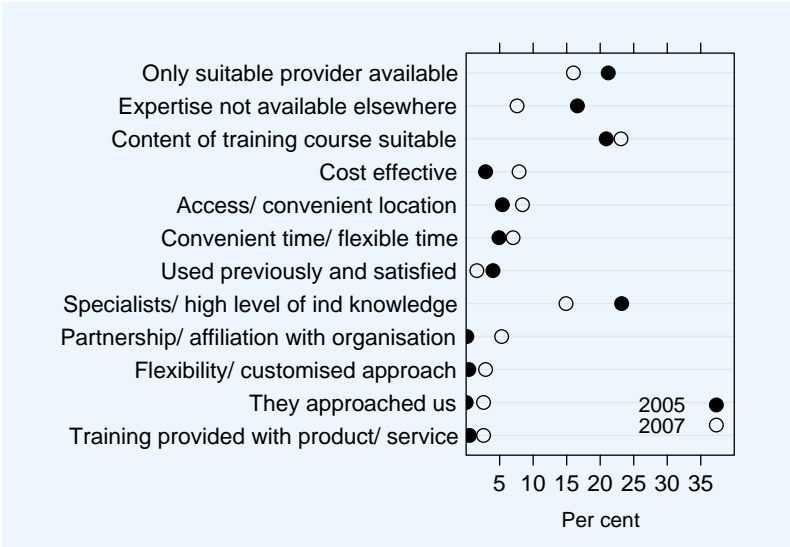 Only suitable provider available
Expertise not available elsewhere
Content of training course suitable
Cost effective
Access/ convenient location
Convenient time/ flexible time
Used previously and satisfied
Specialists/ high level of ind knowledge
Partnership/ affiliation with organisation
Flexibility/ customised approach
They approached us
Training provided with product/ service
2005
2007
5 10 15 20 25 30 35
Per cent